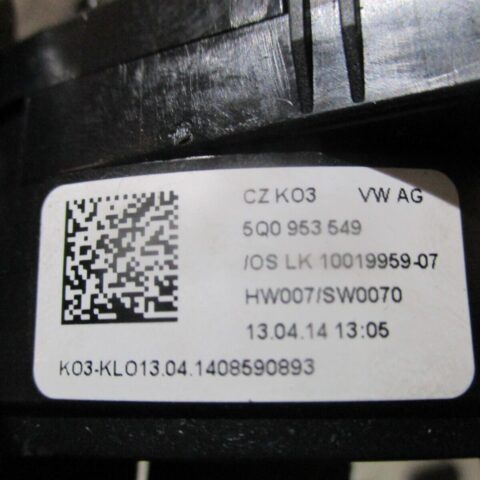 CZ K03 VW AG
5Q0 953 549
/OS LK 10019959-07
HW007/SW0070
13.04.14 13:05
K03-KLO13.04.1408590893